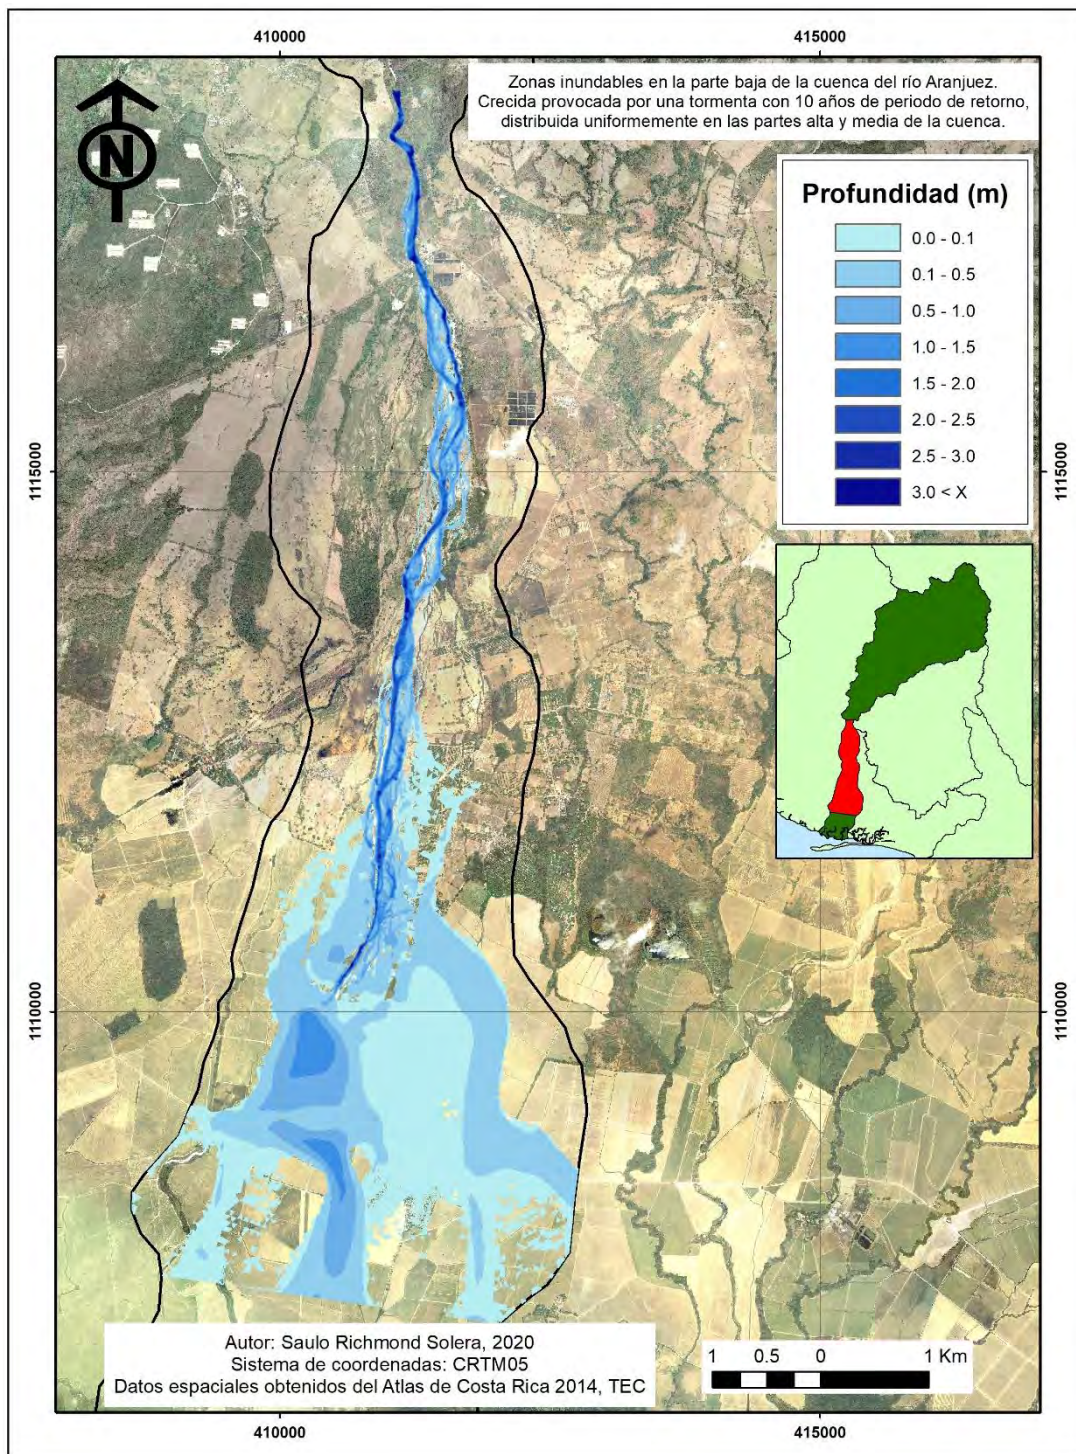 410000
415000
Zonas inundables en la parte baja de la cuenca del río Aranjuez.
Crecida provocada por una tormenta con 10 años de periodo de retorno,
distribuida uniformemente en las partes alta y media de la cuenca.
N
Profundidad (m)
0.0 - 0.1
0.1 - 0.5
0.5 - 1.0
1.0 - 1.5
1.5 - 2.0
2.0 - 2.5
2.5 - 3.0
3.0 < X
1115000
1115000
1110000
1110000
Autor: Saulo Richmond Solera, 2020
Sistema de coordenadas: CRTM05
Datos espaciales obtenidos del Atlas de Costa Rica 2014, TEC
1 0.5 0 1 Km
410000
415000